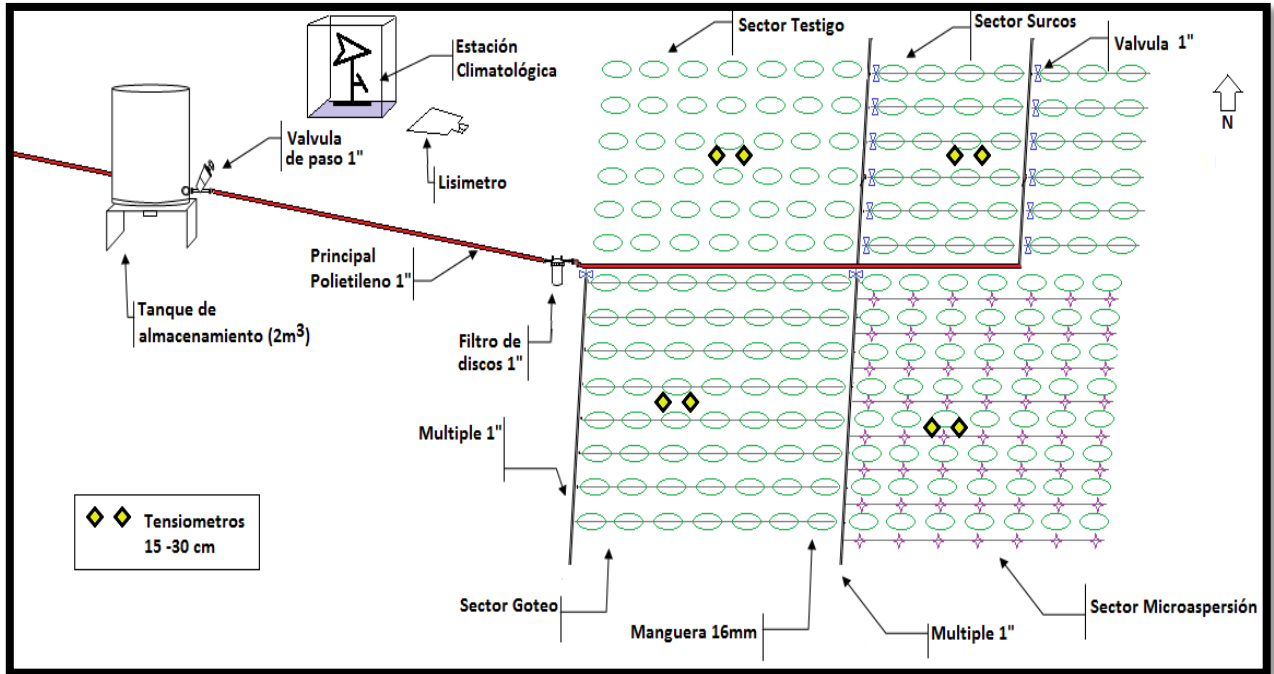 Sector Testigo
Sector Surcos
Valvula 1"
Estación
Climatológica
N
Valvula
de paso 1"
Lisimetro
Principal
Polietileno 1"
Tanque de
almacenamiento (2m³)
Filtro de
discos 1"
Multiple 1"
Tensiometros
15 -30 cm
Sector Goteo
Manguera 16mm
Multiple 1"
Sector Microaspersión